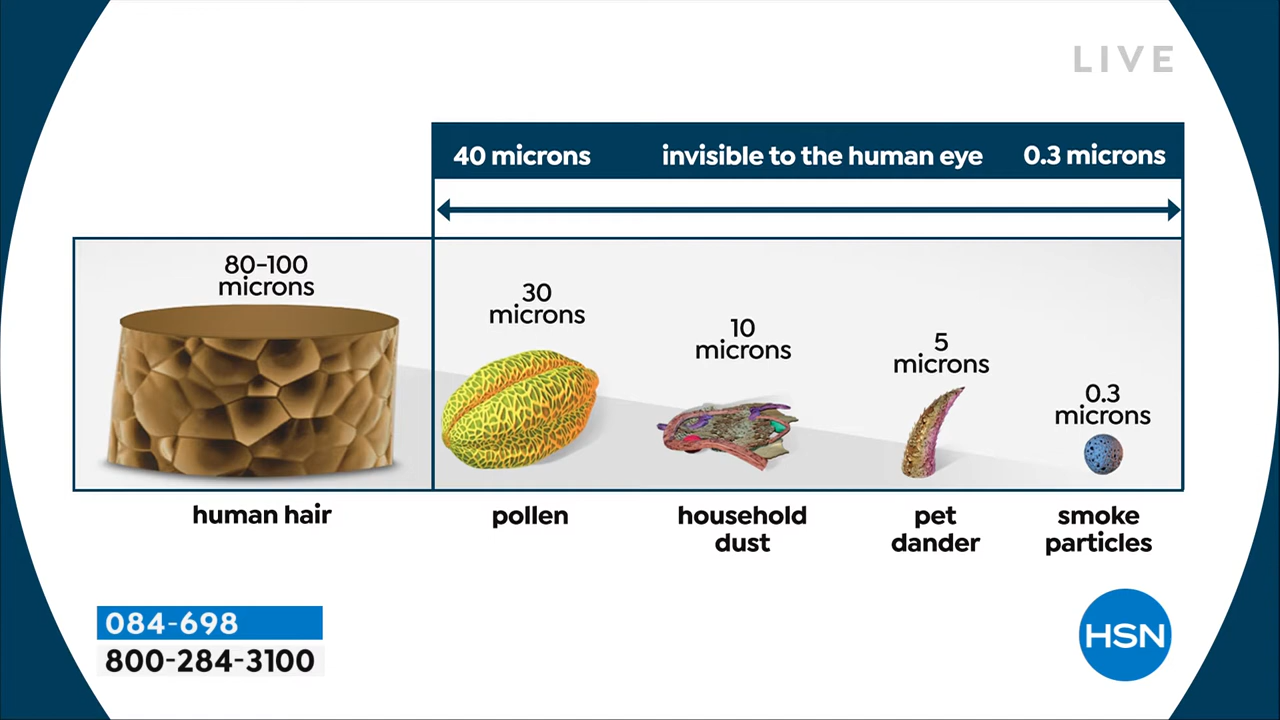 LIVE
40 microns invisible to the human eye 0.3 microns
80-100
microns
30
microns
10
microns
5
microns
0.3
microns
human hair
pollen
household
dust
pet
dander
smoke
particles
084-698
800-284-3100
HSN